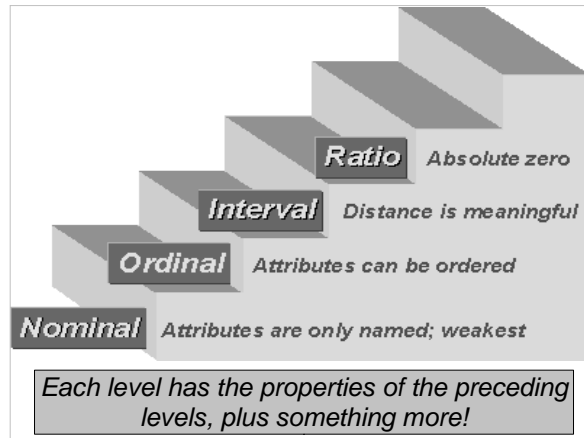 Ratio Absolute zero
Interval Distance is meaningful
Ordinal Attributes can be ordered
Nominal Attributes are only named; weakest
Each level has the properties of the preceding
levels, plus something more!